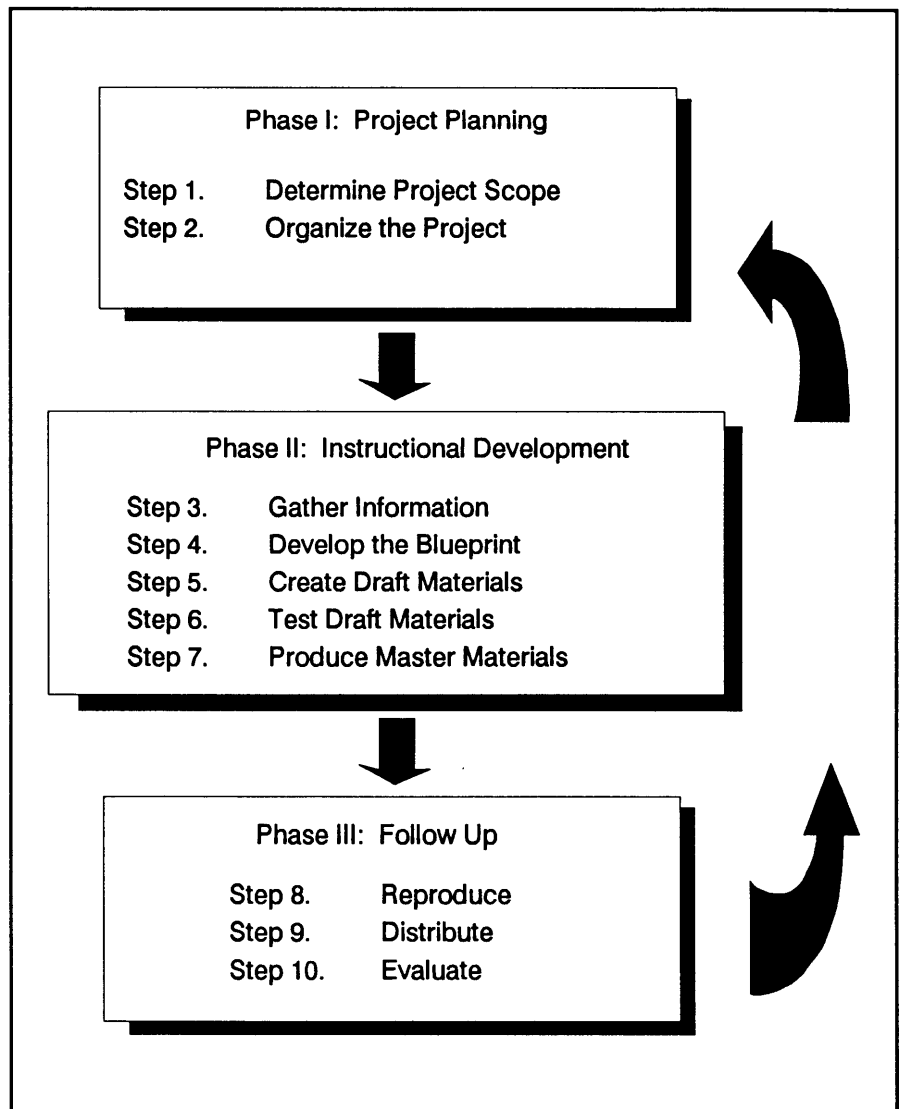 Phase I: Project Planning
Step 1. Determine Project Scope
Step 2. Organize the Project
Phase II: Instructional Development
Step 3. Gather Information
Step 4. Develop the Blueprint
Step 5. Create Draft Materials
Step 6. Test Draft Materials
Step 7. Produce Master Materials
Phase III: Follow Up
Step 8. Reproduce
Step 9. Distribute
Step 10. Evaluate